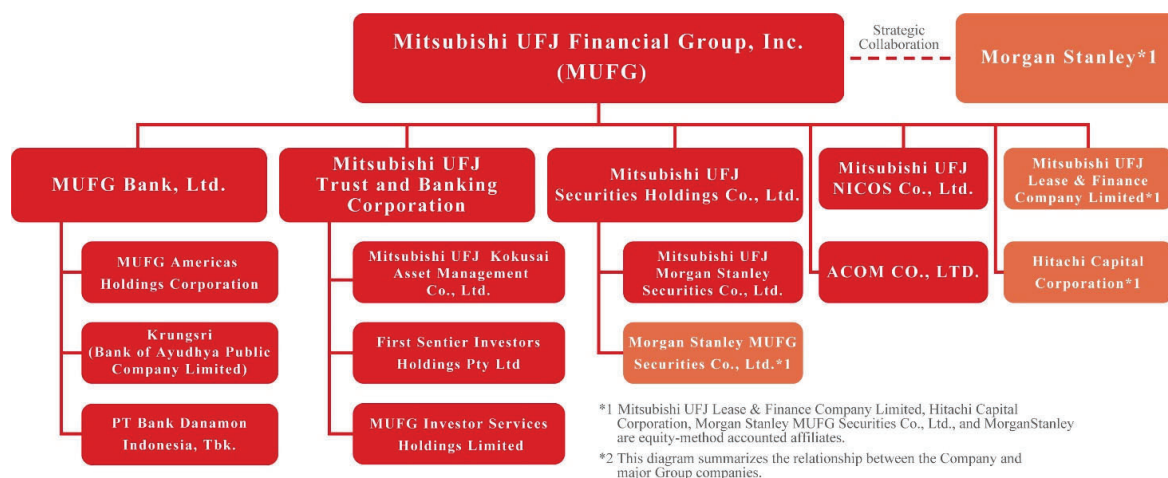 Mitsubishi UFJ Financial Group, Inc.
(MUFG)
Strategic
Collaboration
Morgan Stanley*1
MUFG Bank, Ltd.
Mitsubishi UFJ
Trust and Banking
Corporation
Mitsubishi UFJ
Securities Holdings Co., Ltd.
Mitsubishi UFJ
NICOS Co., Ltd.
Mitsubishi UFJ
Lease & Finance
Company Limited*1
MUFG Americas
Holdings Corporation
Mitsubishi UFJ Kokusai
Asset Management
Co., Ltd.
Mitsubishi UFJ
Morgan Stanley
Securities Co., Ltd.
ACOM CO., LTD.
Hitachi Capital
Corporation*1
Krungsri
(Bank of Ayudhya Public
Company Limited)
First Sentier Investors
Holdings Pty Ltd
Morgan Stanley MUFG
Securities Co., Ltd.*1
PT Bank Danamon
Indonesia, Tbk.
MUFG Investor Services
Holdings Limited
*1 Mitsubishi UFJ Lease & Finance Company Limited, Hitachi Capital
Corporation, Morgan Stanley MUFG Securities Co., Ltd., and MorganStanley
are equity-method accounted affiliates.
*2 This diagram summarizes the relationship between the Company and
major Group companies.